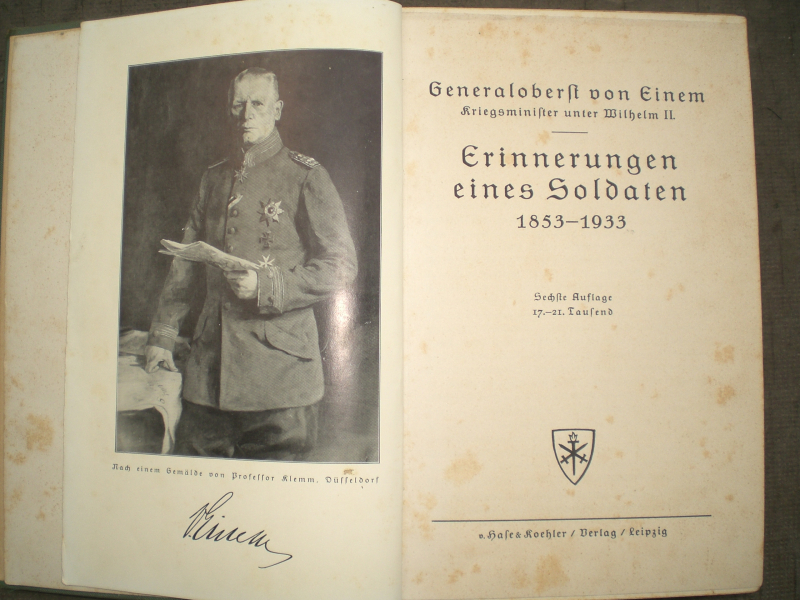 Nach einem Gemälde von Professor Klemm, Düsseldorf
v. Einem
Generaloberst von Einem
Kriegsminister unter Wilhelm II.
Erinnerungen
eines Soldaten
1853–1933
Sechste Auflage
17.–21. Tausend
v. Hase & Koehler / Verlag / Leipzig